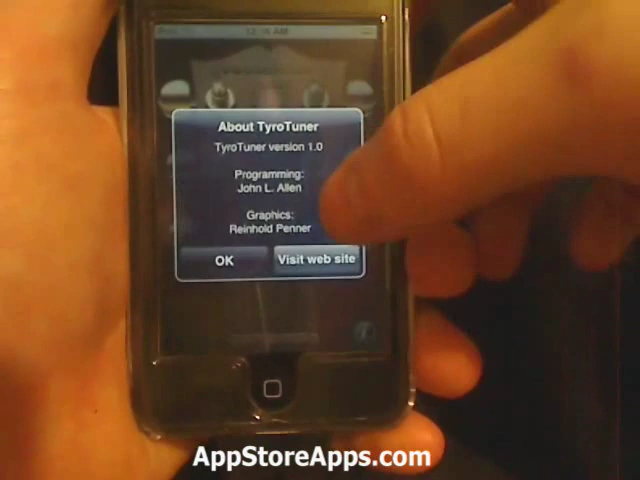 About TyroTuner
TyroTuner version 1.0
Programming:
John L. Allen
Graphics:
Reinhold Penner
OK
Visit web site
AppStoreApps.com